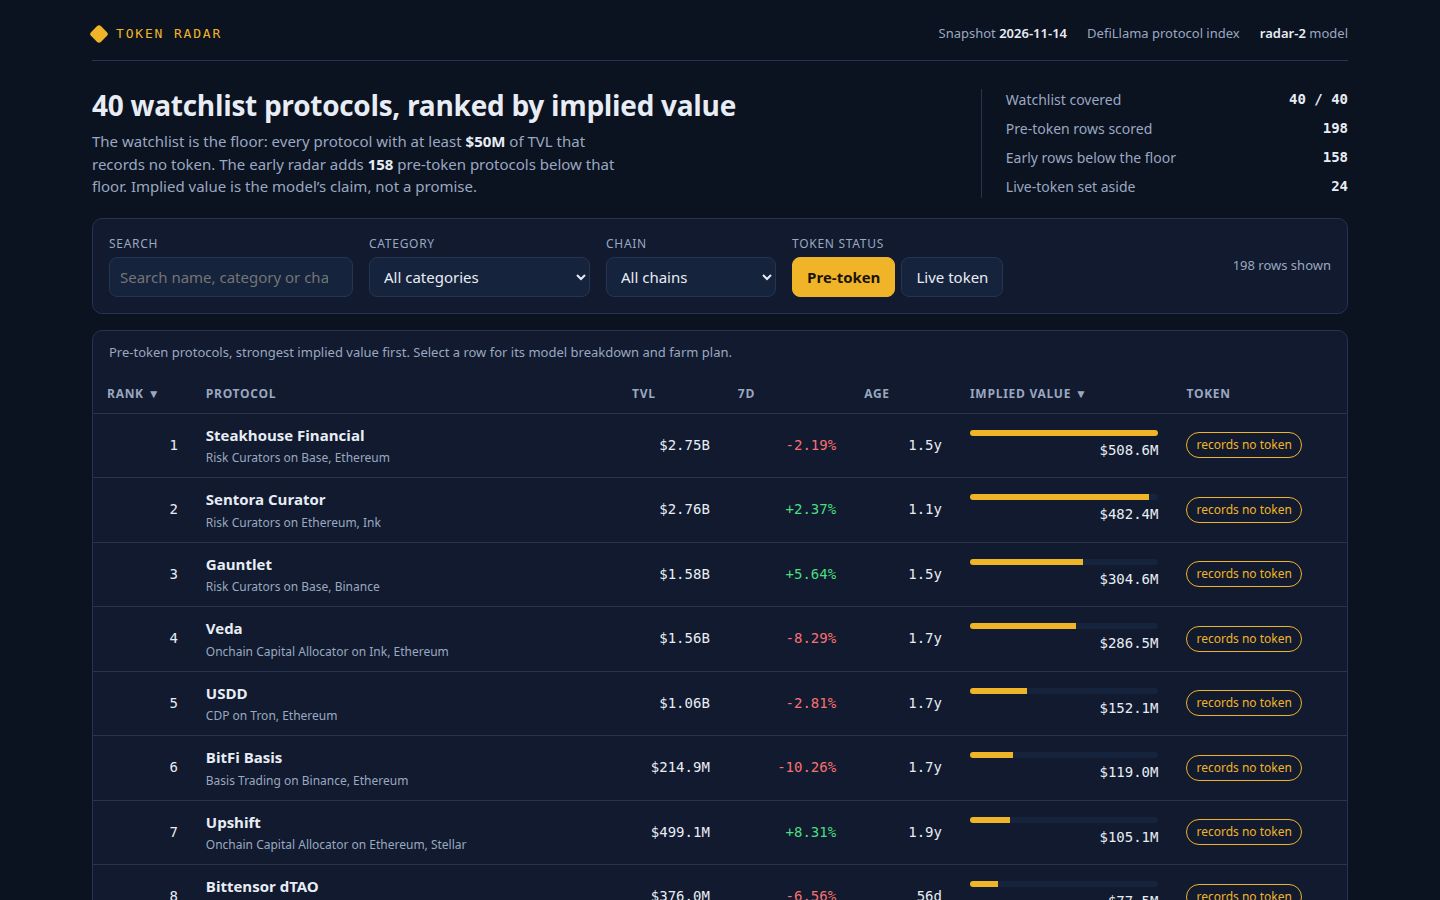 TOKEN RADAR
Snapshot 2026-11-14 DefiLlama protocol index radar-2 model
40 watchlist protocols, ranked by implied value
The watchlist is the floor: every protocol with at least $50M of TVL that
records no token. The early radar adds 158 pre-token protocols below that
floor. Implied value is the model’s claim, not a promise.
Watchlist covered 40 / 40
Pre-token rows scored 198
Early rows below the floor 158
Live-token set aside 24
SEARCH CATEGORY CHAIN TOKEN STATUS
Search name, category or cha All categories All chains Pre-token Live token 198 rows shown
Pre-token protocols, strongest implied value first. Select a row for its model breakdown and farm plan.
RANK ▼ PROTOCOL TVL 7D AGE IMPLIED VALUE ▼ TOKEN
1 Steakhouse Financial $2.75B -2.19% 1.5y $508.6M records no token
Risk Curators on Base, Ethereum
2 Sentora Curator $2.76B +2.37% 1.1y $482.4M records no token
Risk Curators on Ethereum, Ink
3 Gauntlet $1.58B +5.64% 1.5y $304.6M records no token
Risk Curators on Base, Binance
4 Veda $1.56B -8.29% 1.7y $286.5M records no token
Onchain Capital Allocator on Ink, Ethereum
5 USDD $1.06B -2.81% 1.7y $152.1M records no token
CDP on Tron, Ethereum
6 BitFi Basis $214.9M -10.26% 1.7y $119.0M records no token
Basis Trading on Binance, Ethereum
7 Upshift $499.1M +8.31% 1.9y $105.1M records no token
Onchain Capital Allocator on Ethereum, Stellar
8 Bittensor dTAO $376.0M -6.56% 56d $77.5M records no token